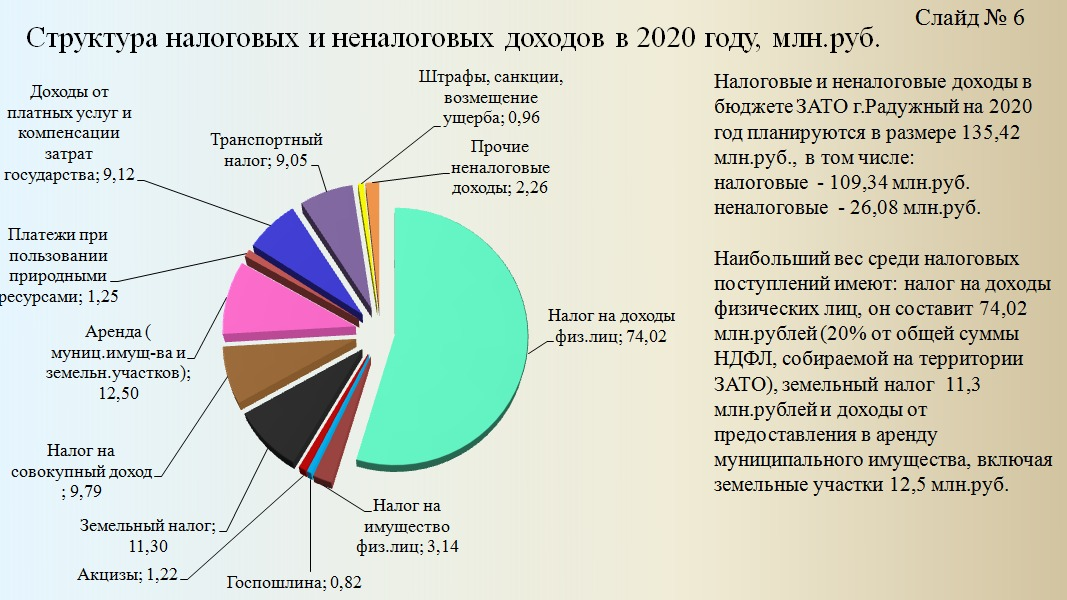 Слайд № 6
Структура налоговых и неналоговых доходов в 2020 году, млн.руб.
Штрафы, санкции,
возмещение
ущерба; 0,96
Прочие
неналоговые
доходы; 2,26
Транспортный
налог; 9,05
Доходы от
платных услуг и
компенсации
затрат
государства; 9,12
Платежи при
пользовании
природными
ресурсами; 1,25
Аренда (
муниц.имущ-ва и
земельн.участков);
12,50
Налог на
совокупный доход
; 9,79
Земельный налог;
11,30
Акцизы; 1,22
Госпошлина; 0,82
Налог на
имущество
физ.лиц; 3,14
Налог на доходы
физ.лиц; 74,02
Налоговые и неналоговые доходы в
бюджете ЗАТО г.Радужный на 2020
год планируются в размере 135,42
млн.руб., в том числе:
налоговые - 109,34 млн.руб.
неналоговые - 26,08 млн.руб.
Наибольший вес среди налоговых
поступлений имеют: налог на доходы
физических лиц, он составит 74,02
млн.рублей (20% от общей суммы
НДФЛ, собираемой на территории
ЗАТО), земельный налог 11,3
млн.рублей и доходы от
предоставления в аренду
муниципального имущества, включая
земельные участки 12,5 млн.руб.